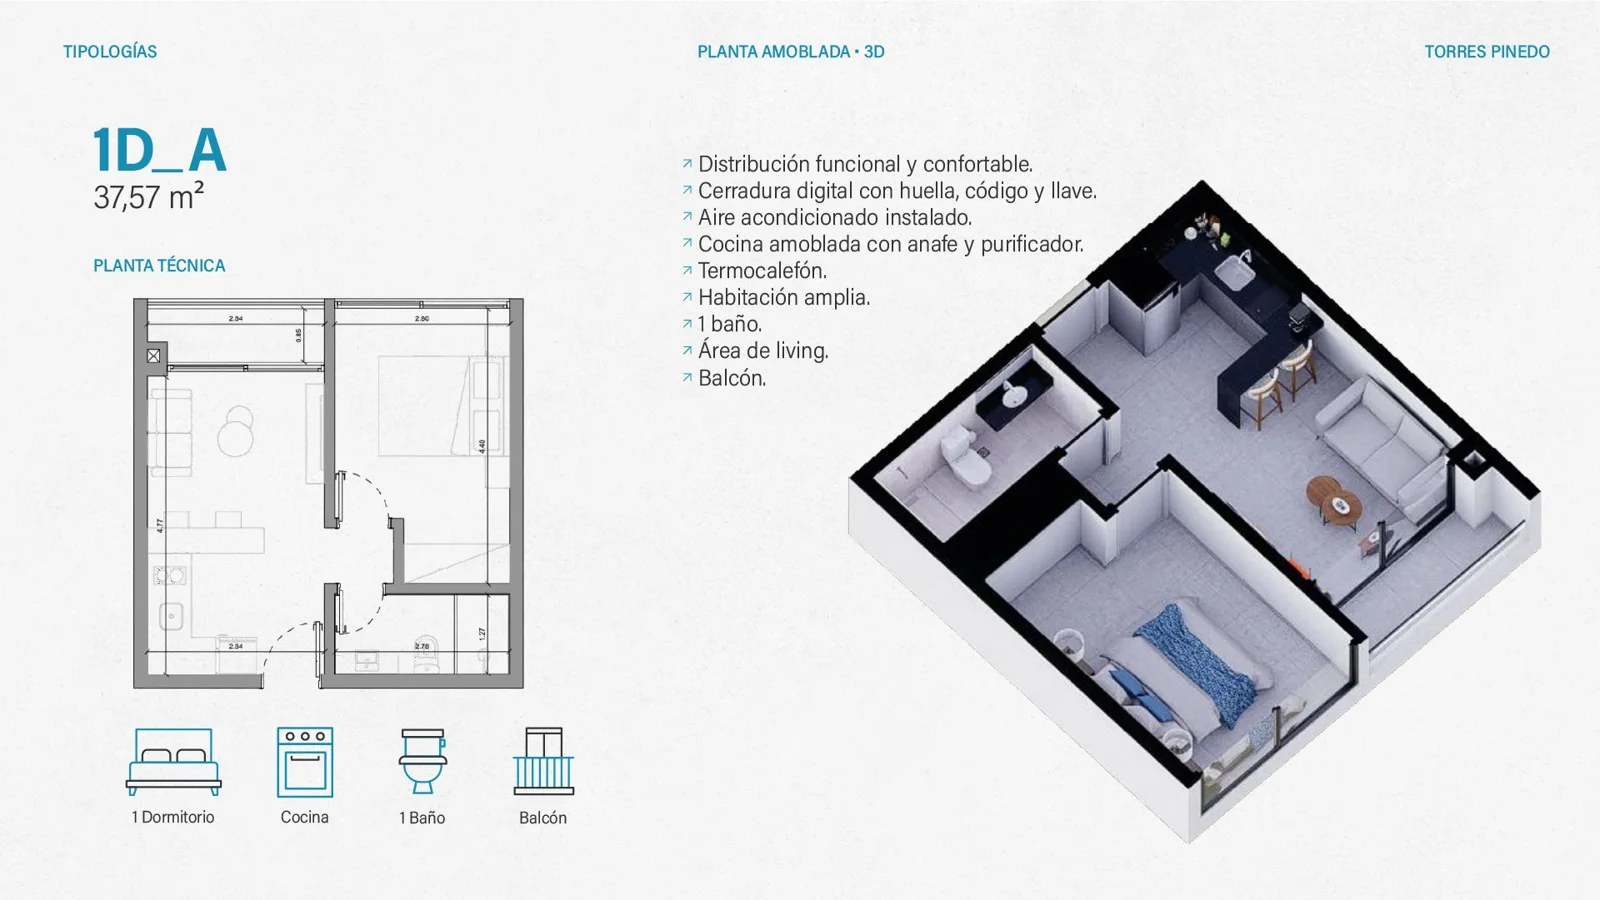 TIPOLOGÍAS
PLANTA AMOBLADA • 3D
TORRES PINEDO
1D_A
37,57 m²
PLANTA TÉCNICA
2.84
2.80
0.85
4.40
4.77
2.84
2.78
1.27
1 Dormitorio
Cocina
1 Baño
Balcón
Distribución funcional y confortable.
Cerradura digital con huella, código y llave.
Aire acondicionado instalado.
Cocina amoblada con anafe y purificador.
Termocalefón.
Habitación amplia.
1 baño.
Área de living.
Balcón.